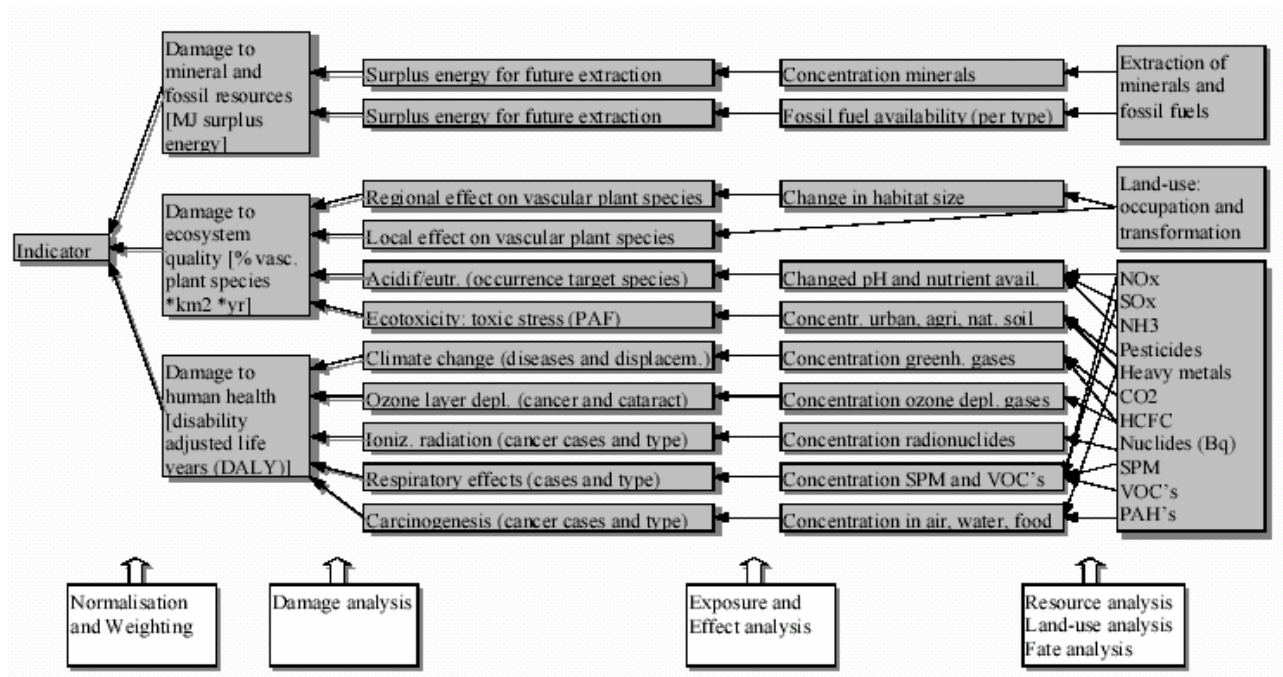 Damage to
mineral and
fossil resources
[MJ surplus
energy]
Surplus energy for future extraction
Concentration minerals
Surplus energy for future extraction
Fossil fuel availability (per type)
Extraction of
minerals and
fossil fuels
Indicator
Damage to
ecosystem
quality [% vasc.
plant species
*km2 *yr]
Regional effect on vascular plant species
Change in habitat size
Local effect on vascular plant species
Land-use:
occupation and
transformation
Acidif/eutr. (occurrence target species)
Changed pH and nutrient avail.
Ecotoxicity: toxic stress (PAF)
Concentr. urban, agri, nat. soil
Damage to
human health
[disability
adjusted life
years (DALY)]
Climate change (diseases and displacem.)
Concentration greenh. gases
Ozone layer depl. (cancer and cataract)
Concentration ozone depl. gases
Ioniz. radiation (cancer cases and type)
Concentration radionuclides
Respiratory effects (cases and type)
Concentration SPM and VOC's
Carcinogenesis (cancer cases and type)
Concentration in air, water, food
NOx
SOx
NH3
Pesticides
Heavy metals
CO2
HCFC
Nuclides (Bq)
SPM
VOC's
PAH's
Normalisation
and Weighting
Damage analysis
Exposure and
Effect analysis
Resource analysis
Land-use analysis
Fate analysis